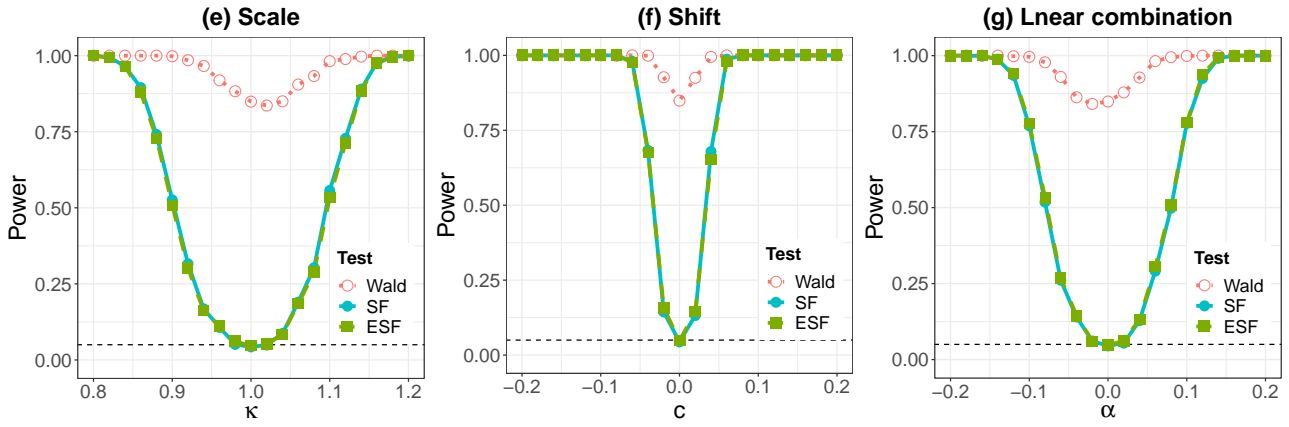 (e) Scale
1.00
0.75
0.50
0.25
0.00
Power
0.8
0.9
1.0
1.1
1.2
κ
Test
Wald
SF
ESF
(f) Shift
1.00
0.75
0.50
0.25
0.00
Power
−0.2
−0.1
0.0
0.1
0.2
c
Test
Wald
SF
ESF
(g) Lnear combination
1.00
0.75
0.50
0.25
0.00
Power
−0.2
−0.1
0.0
0.1
0.2
α
Test
Wald
SF
ESF